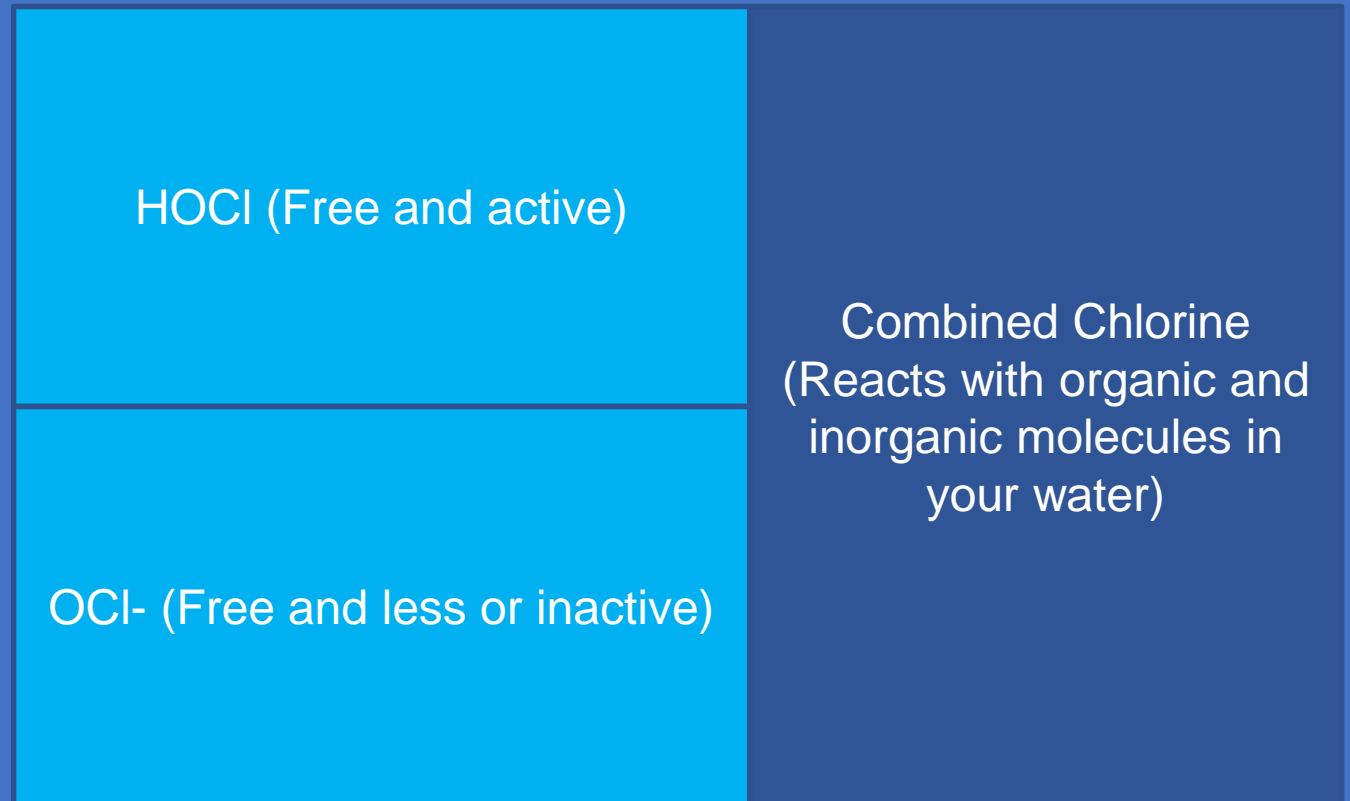 HOCl (Free and active)
Combined Chlorine
(Reacts with organic and
inorganic molecules in
your water)
OCl- (Free and less or inactive)